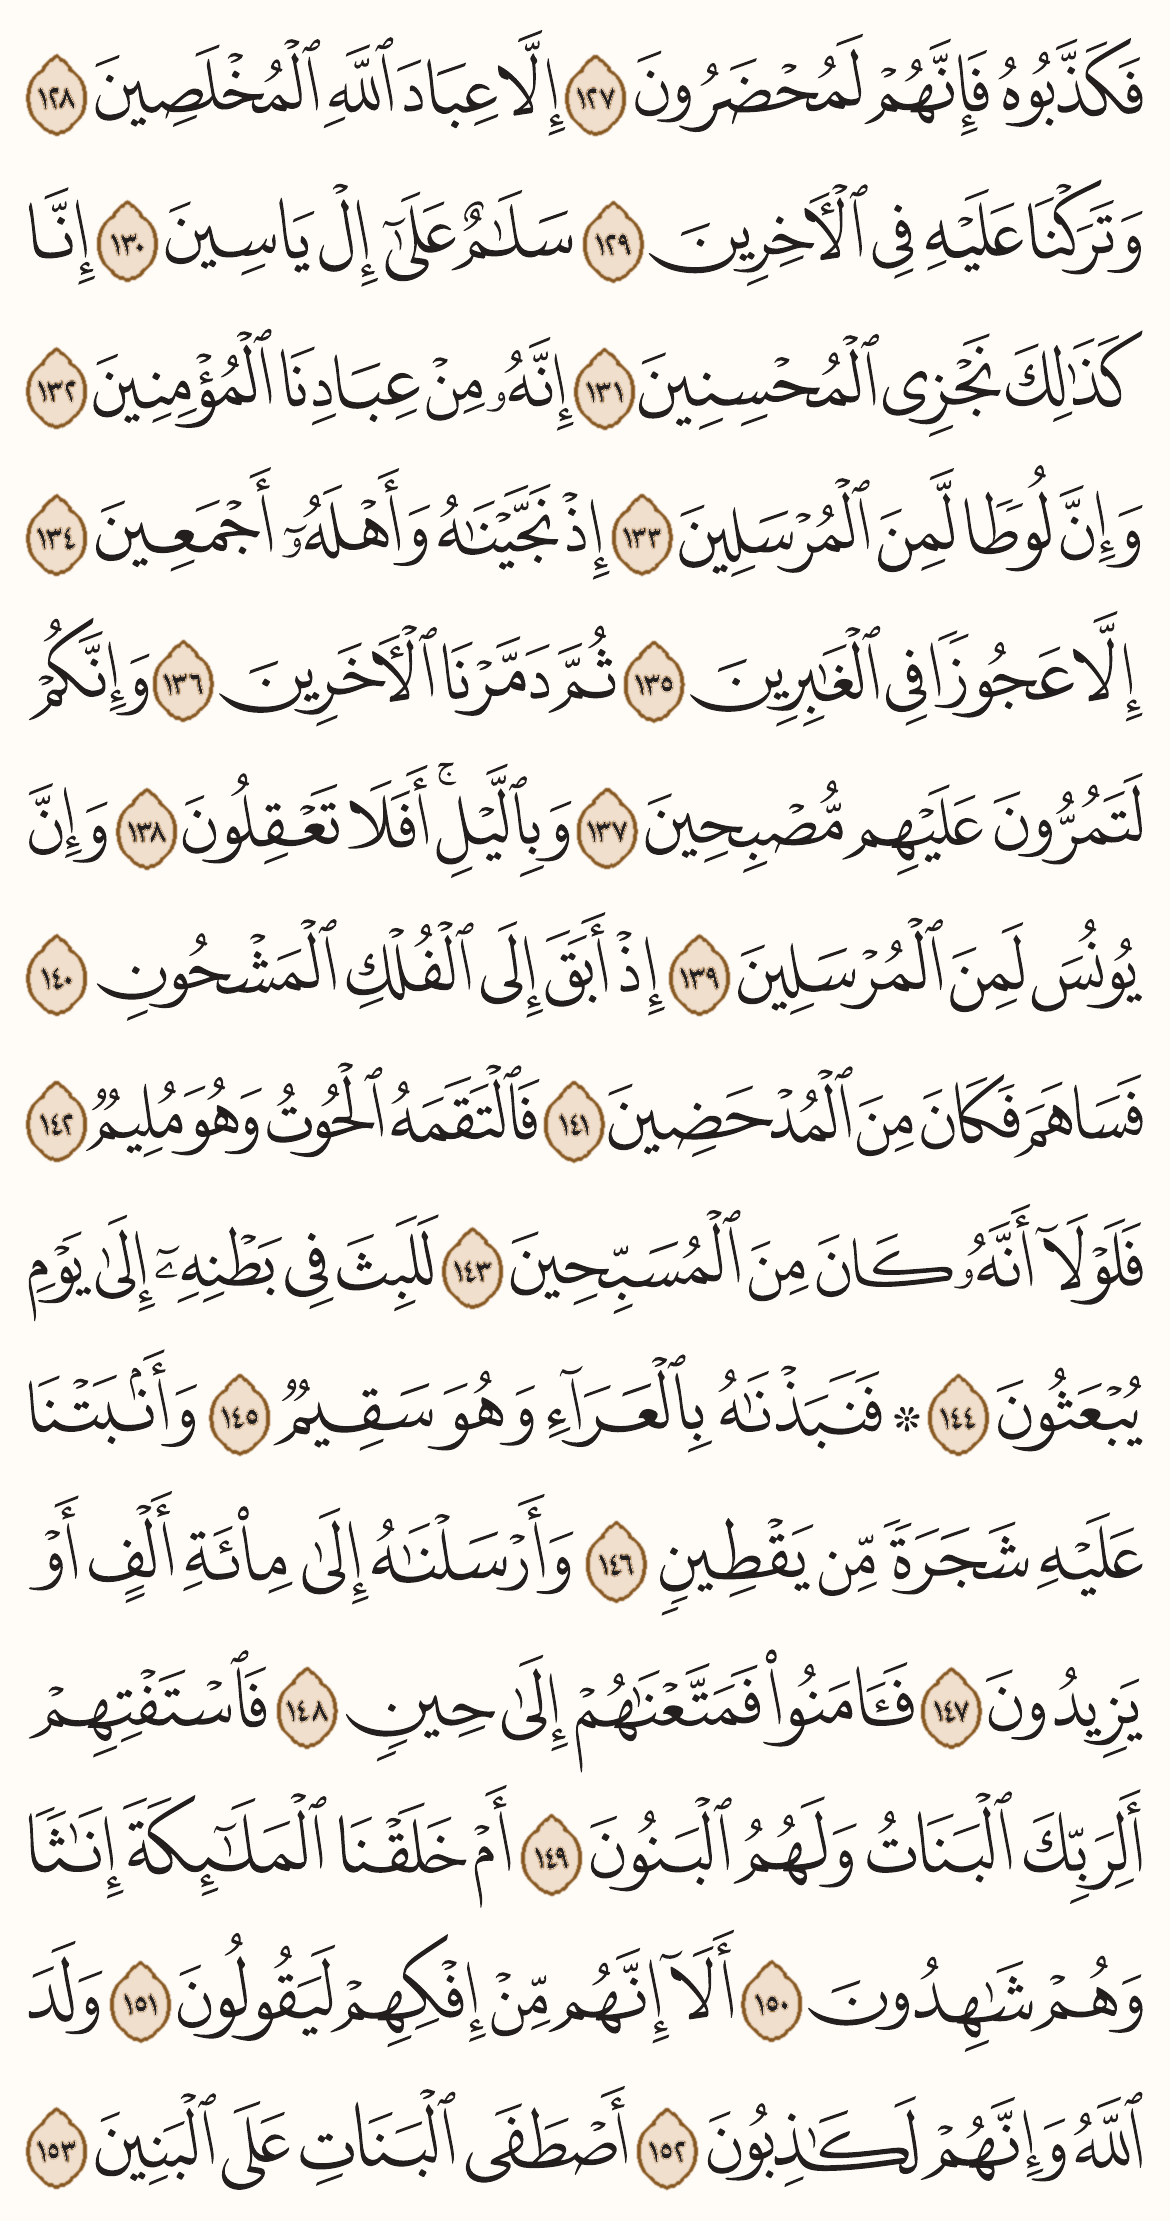 فَكَذَّبُوهُ فَإِنَّهُمْ لَمُحْضَرُونَ ١٢٧ إِلَّا عِبَادَ ٱللَّهِ ٱلْمُخْلَصِينَ ١٢٨
وَتَرَكْنَا عَلَيْهِ فِى ٱلْـَٔاخِرِينَ ١٢٩ سَلَـٰمٌ عَلَىٰٓ إِلْ يَاسِينَ ١٣٠ إِنَّا
كَذَٰلِكَ نَجْزِى ٱلْمُحْسِنِينَ ١٣١ إِنَّهُۥ مِنْ عِبَادِنَا ٱلْمُؤْمِنِينَ ١٣٢
وَإِنَّ لُوطًا لَّمِنَ ٱلْمُرْسَلِينَ ١٣٣ إِذْ نَجَّيْنَـٰهُ وَأَهْلَهُۥٓ أَجْمَعِينَ ١٣٤
إِلَّا عَجُوزًا فِى ٱلْغَـٰبِرِينَ ١٣٥ ثُمَّ دَمَّرْنَا ٱلْـَٔاخَرِينَ ١٣٦ وَإِنَّكُمْ
لَتَمُرُّونَ عَلَيْهِم مُّصْبِحِينَ ١٣٧ وَبِٱلَّيْلِ ۚ أَفَلَا تَعْقِلُونَ ١٣٨ وَإِنَّ
يُونُسَ لَمِنَ ٱلْمُرْسَلِينَ ١٣٩ إِذْ أَبَقَ إِلَى ٱلْفُلْكِ ٱلْمَشْحُونِ ١٤٠
فَسَاهَمَ فَكَانَ مِنَ ٱلْمُدْحَضِينَ ١٤١ فَٱلْتَقَمَهُ ٱلْحُوتُ وَهُوَ مُلِيمٌ ١٤٢
فَلَوْلَآ أَنَّهُۥ كَانَ مِنَ ٱلْمُسَبِّحِينَ ١٤٣ لَلَبِثَ فِى بَطْنِهِۦٓ إِلَىٰ يَوْمِ
يُبْعَثُونَ ١٤٤ ۞ فَنَبَذْنَـٰهُ بِٱلْعَرَآءِ وَهُوَ سَقِيمٌ ١٤٥ وَأَنۢبَتْنَا
عَلَيْهِ شَجَرَةً مِّن يَقْطِينٍ ١٤٦ وَأَرْسَلْنَـٰهُ إِلَىٰ مِا۟ئَةِ أَلْفٍ أَوْ
يَزِيدُونَ ١٤٧ فَـَٔامَنُوا۟ فَمَتَّعْنَـٰهُمْ إِلَىٰ حِينٍ ١٤٨ فَٱسْتَفْتِهِمْ
أَلِرَبِّكَ ٱلْبَنَاتُ وَلَهُمُ ٱلْبَنُونَ ١٤٩ أَمْ خَلَقْنَا ٱلْمَلَـٰٓئِكَةَ إِنَـٰثًا
وَهُمْ شَـٰهِدُونَ ١٥٠ أَلَآ إِنَّهُم مِّنْ إِفْكِهِمْ لَيَقُولُونَ ١٥١ وَلَدَ
ٱللَّهُ وَإِنَّهُمْ لَكَـٰذِبُونَ ١٥٢ أَصْطَفَى ٱلْبَنَاتِ عَلَى ٱلْبَنِينَ ١٥٣